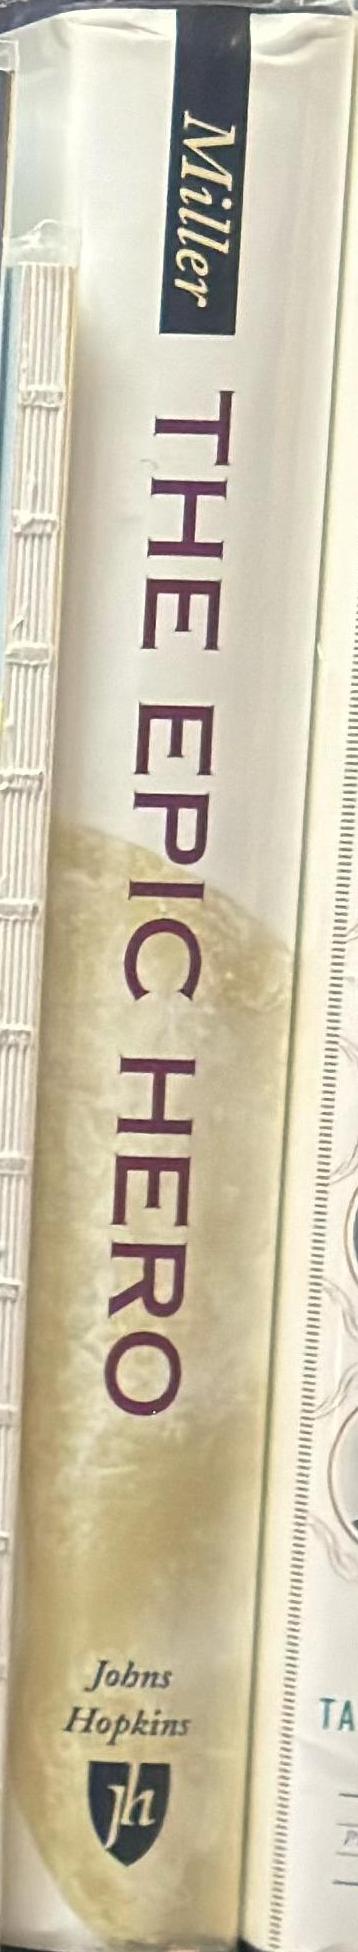 Miller
THE EPIC HERO
Johns
Hopkins
jh
TA